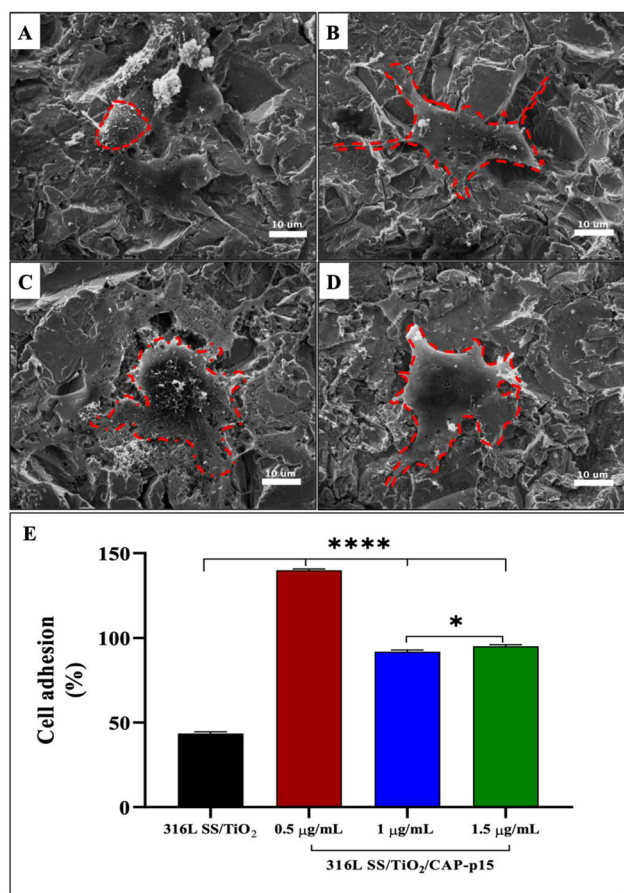 A
10 um
B
10 um
C
10 um
D
10 um
E
****
*
150
100
50
0
Cell adhesion
(%)
316L SS/TiO₂
0.5 µg/mL
1 µg/mL
1.5 µg/mL
316L SS/TiO₂/CAP-p15